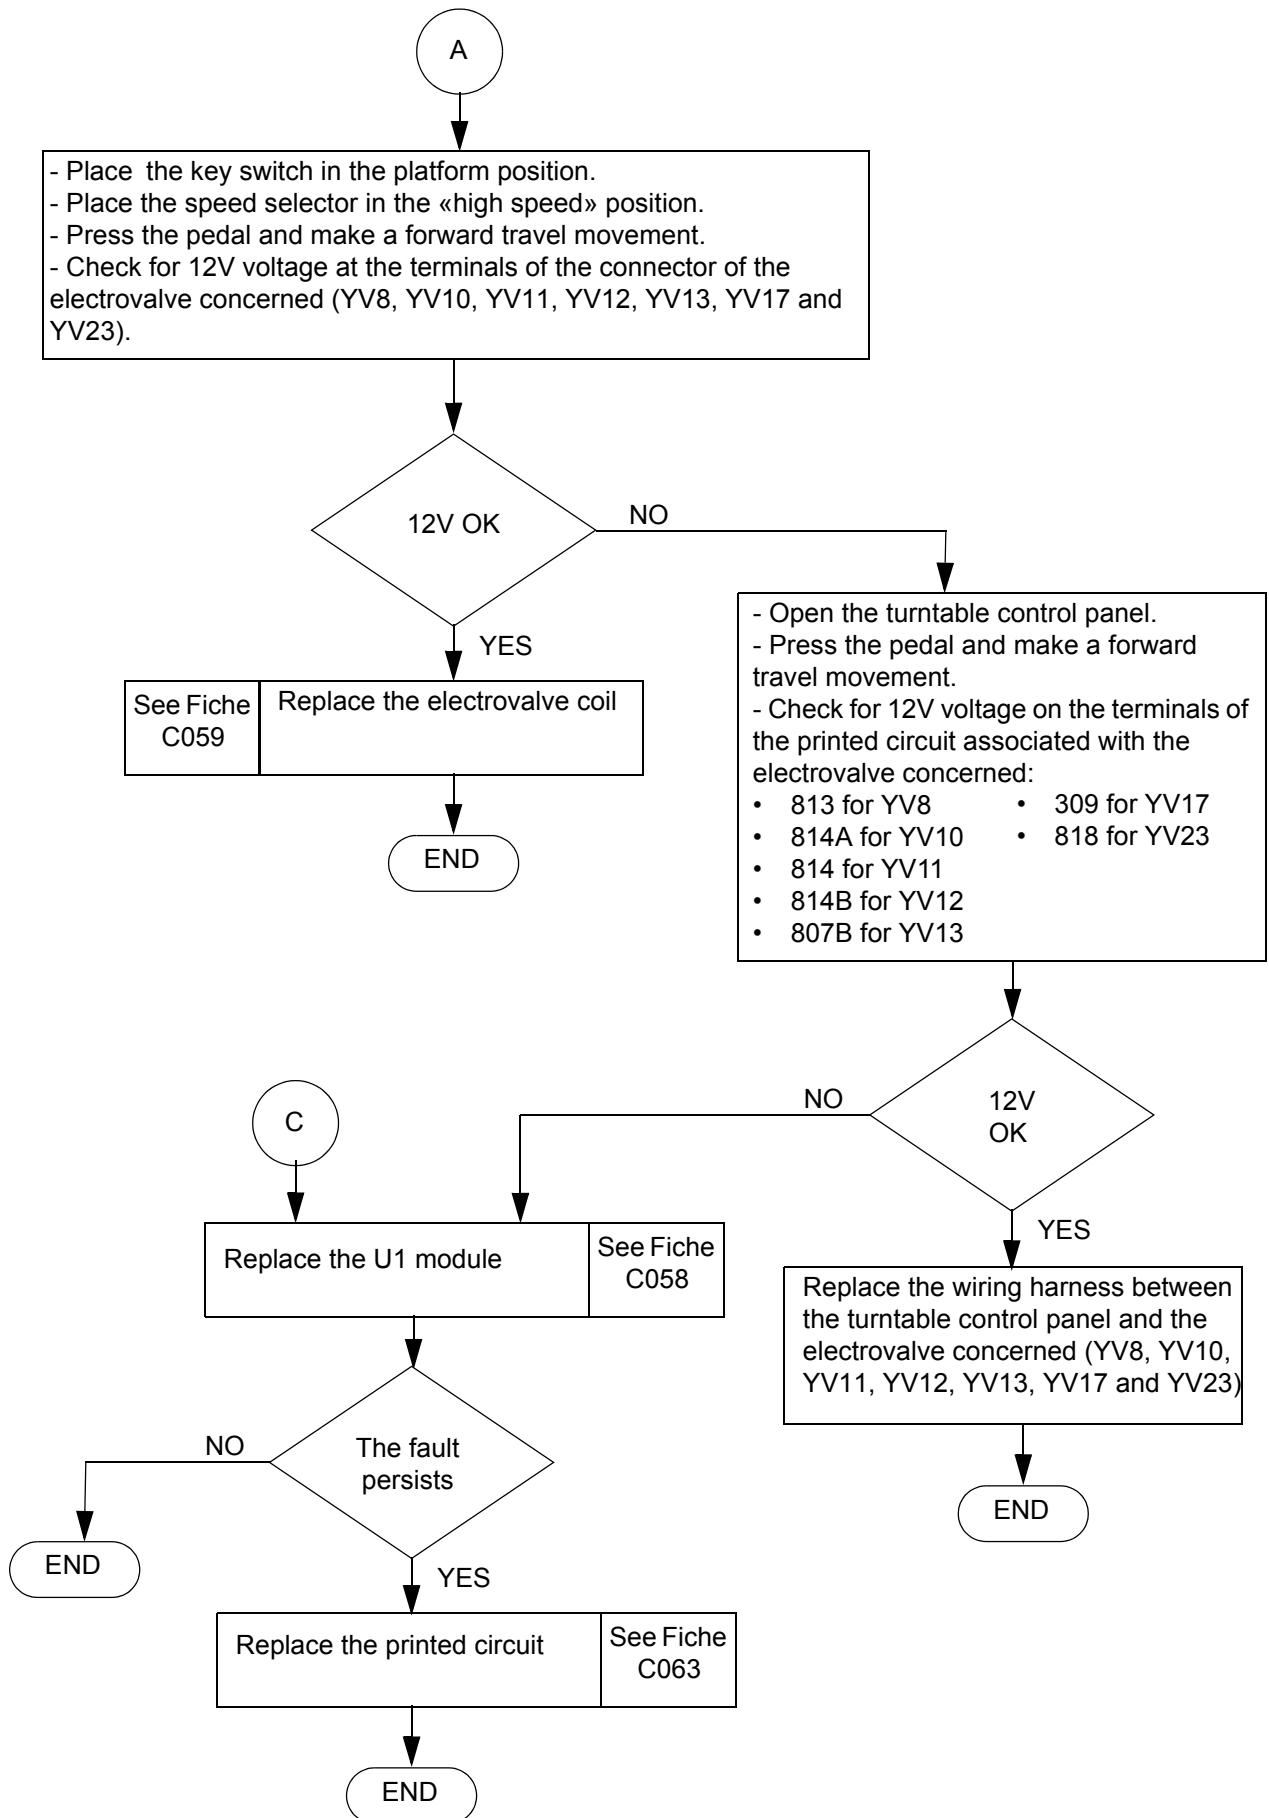 A
- Place  the key switch in the platform position.
- Place the speed selector in the «high speed» position.
- Press the pedal and make a forward travel movement.
- Check for 12V voltage at the terminals of the connector of the
electrovalve concerned (YV8, YV10, YV11, YV12, YV13, YV17 and
YV23).
12V OK
NO
YES
See Fiche
C059
Replace the electrovalve coil
END
- Open the turntable control panel.
- Press the pedal and make a forward
travel movement.
- Check for 12V voltage on the terminals of
the printed circuit associated with the
electrovalve concerned:
• 813 for YV8
• 814A for YV10
• 814 for YV11
• 814B for YV12
• 807B for YV13
• 309 for YV17
• 818 for YV23
12V
OK
NO
YES
C
Replace the U1 module
See Fiche
C058
Replace the wiring harness between
the turntable control panel and the
electrovalve concerned (YV8, YV10,
YV11, YV12, YV13, YV17 and YV23)
END
The fault
persists
NO
END
YES
Replace the printed circuit
See Fiche
C063
END